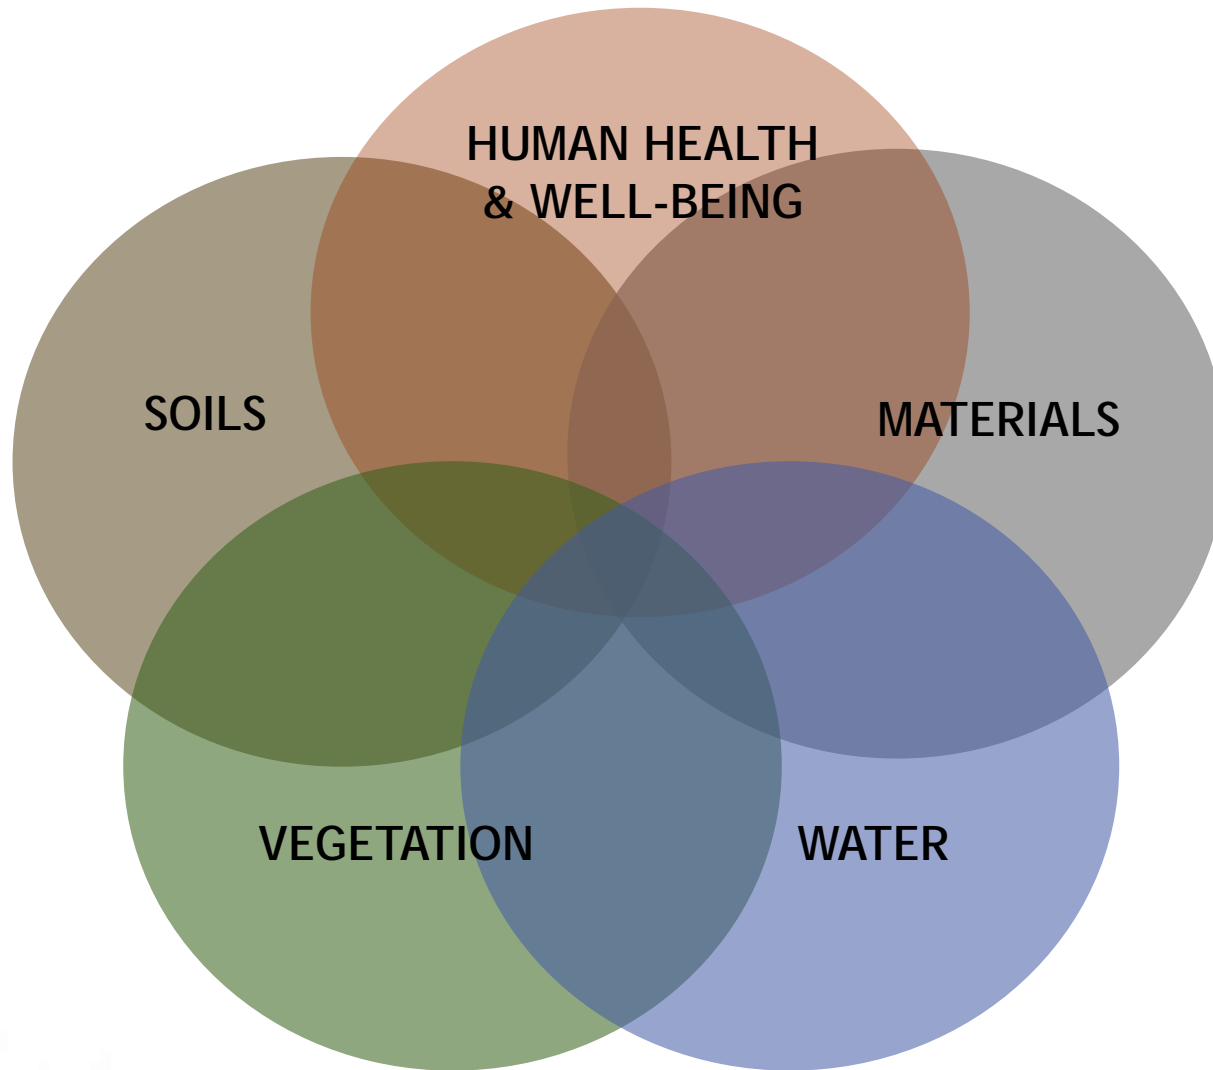 HUMAN HEALTH
& WELL-BEING
SOILS
MATERIALS
VEGETATION
WATER